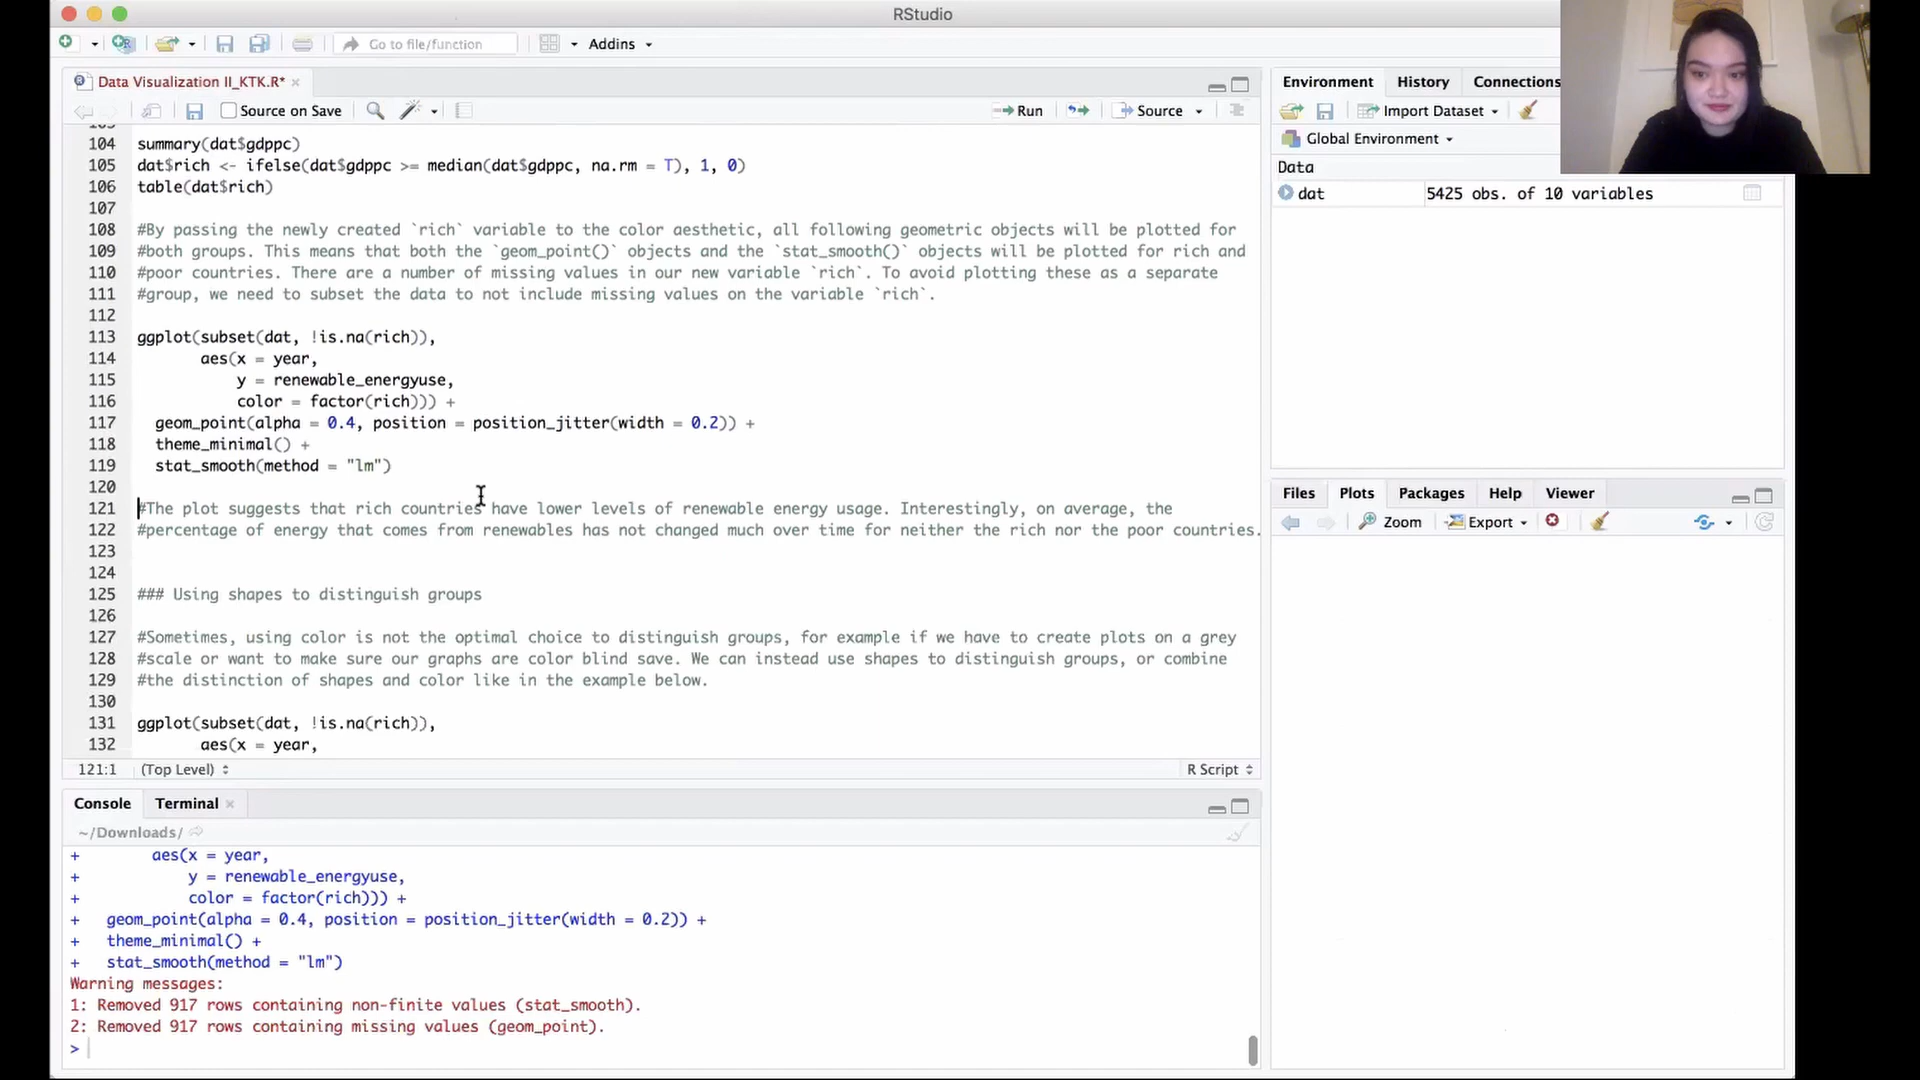 RStudio
Go to file/function
Addins
Data Visualization II_KTK.R*
Source on Save
Run
Source
104 summary(dat$gdppc)
105 dat$rich <- ifelse(dat$gdppc >= median(dat$gdppc, na.rm = T), 1, 0)
106 table(dat$rich)
107
108 #By passing the newly created `rich` variable to the color aesthetic, all following geometric objects will be plotted for
109 #both groups. This means that both the `geom_point()` objects and the `stat_smooth()` objects will be plotted for rich and
110 #poor countries. There are a number of missing values in our new variable `rich`. To avoid plotting these as a separate
111 #group, we need to subset the data to not include missing values on the variable `rich`.
112
113 ggplot(subset(dat, !is.na(rich)),
114 aes(x = year,
115 y = renewable_energyuse,
116 color = factor(rich))) +
117 geom_point(alpha = 0.4, position = position_jitter(width = 0.2)) +
118 theme_minimal() +
119 stat_smooth(method = "lm")
120
121 #The plot suggests that rich countries have lower levels of renewable energy usage. Interestingly, on average, the
122 #percentage of energy that comes from renewables has not changed much over time for neither the rich nor the poor countries.
123
124
125 ### Using shapes to distinguish groups
126
127 #Sometimes, using color is not the optimal choice to distinguish groups, for example if we have to create plots on a grey
128 #scale or want to make sure our graphs are color blind save. We can instead use shapes to distinguish groups, or combine
129 #the distinction of shapes and color like in the example below.
130
131 ggplot(subset(dat, !is.na(rich)),
132 aes(x = year,
121:1 (Top Level) R Script
Console Terminal
~/Downloads/
+ aes(x = year,
+ y = renewable_energyuse,
+ color = factor(rich))) +
+ geom_point(alpha = 0.4, position = position_jitter(width = 0.2)) +
+ theme_minimal() +
+ stat_smooth(method = "lm")
Warning messages:
1: Removed 917 rows containing non-finite values (stat_smooth).
2: Removed 917 rows containing missing values (geom_point).
>
Environment History Connections
Import Dataset
Global Environment
Data
dat 5425 obs. of 10 variables
Files Plots Packages Help Viewer
Zoom Export